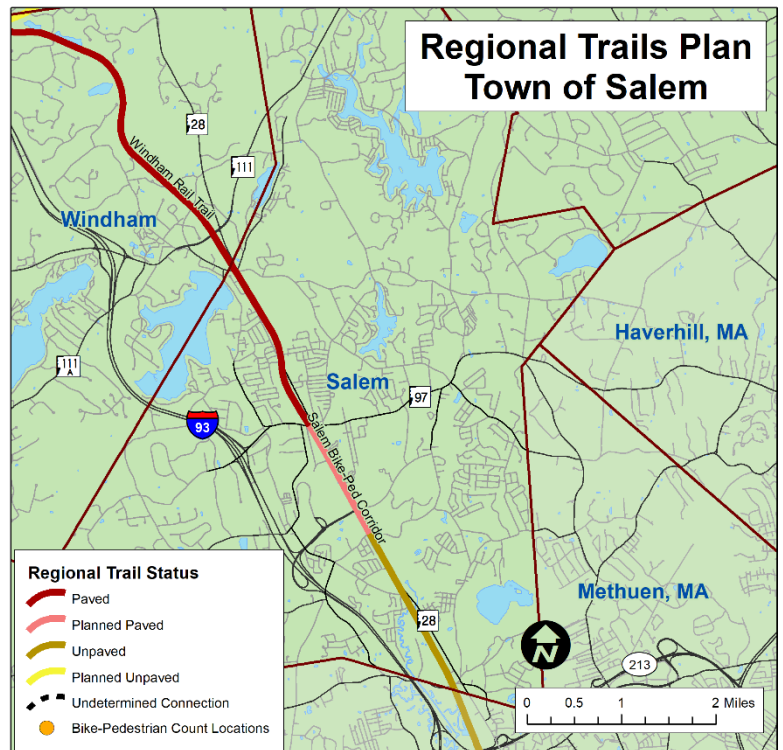 Regional Trails Plan
Town of Salem
28
Windham Rail Trail
111
Windham
Haverhill, MA
111
A
Salem
97
93
Salem Bike-Ped Corridor
Regional Trail Status
Paved
Planned Paved
Unpaved
Planned Unpaved
Undetermined Connection
Bike-Pedestrian Count Locations
Methuen, MA
28
N
213
0 0.5 1 2 Miles